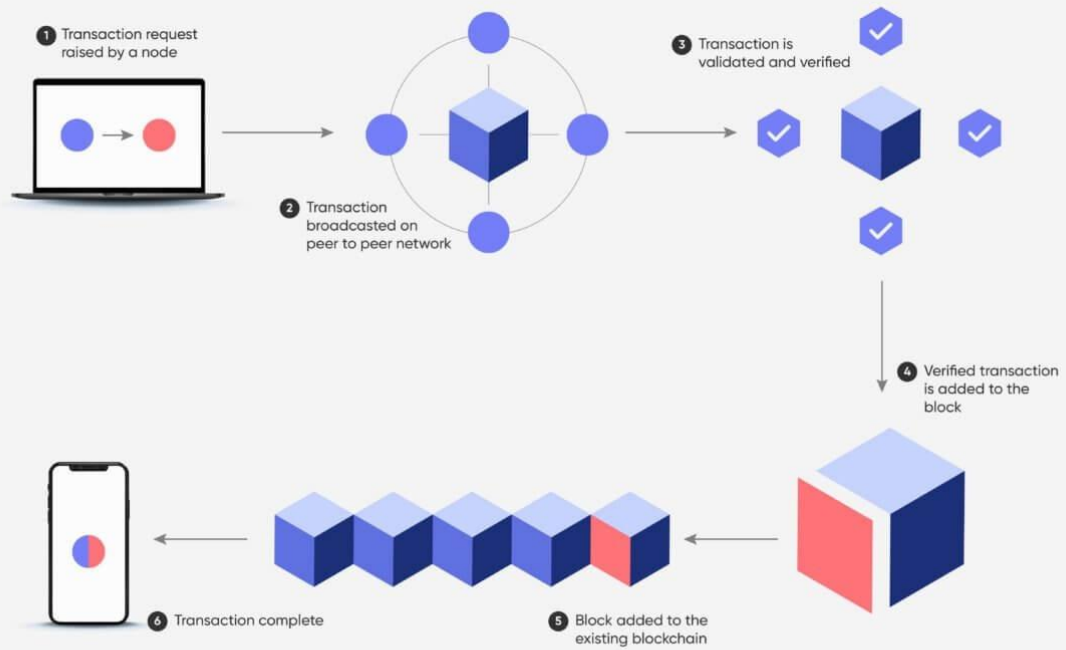 1 Transaction request
raised by a node
2 Transaction
broadcasted on
peer to peer network
3 Transaction is
validated and verified
4 Verified transaction
is added to the
block
5 Block added to the
existing blockchain
6 Transaction complete